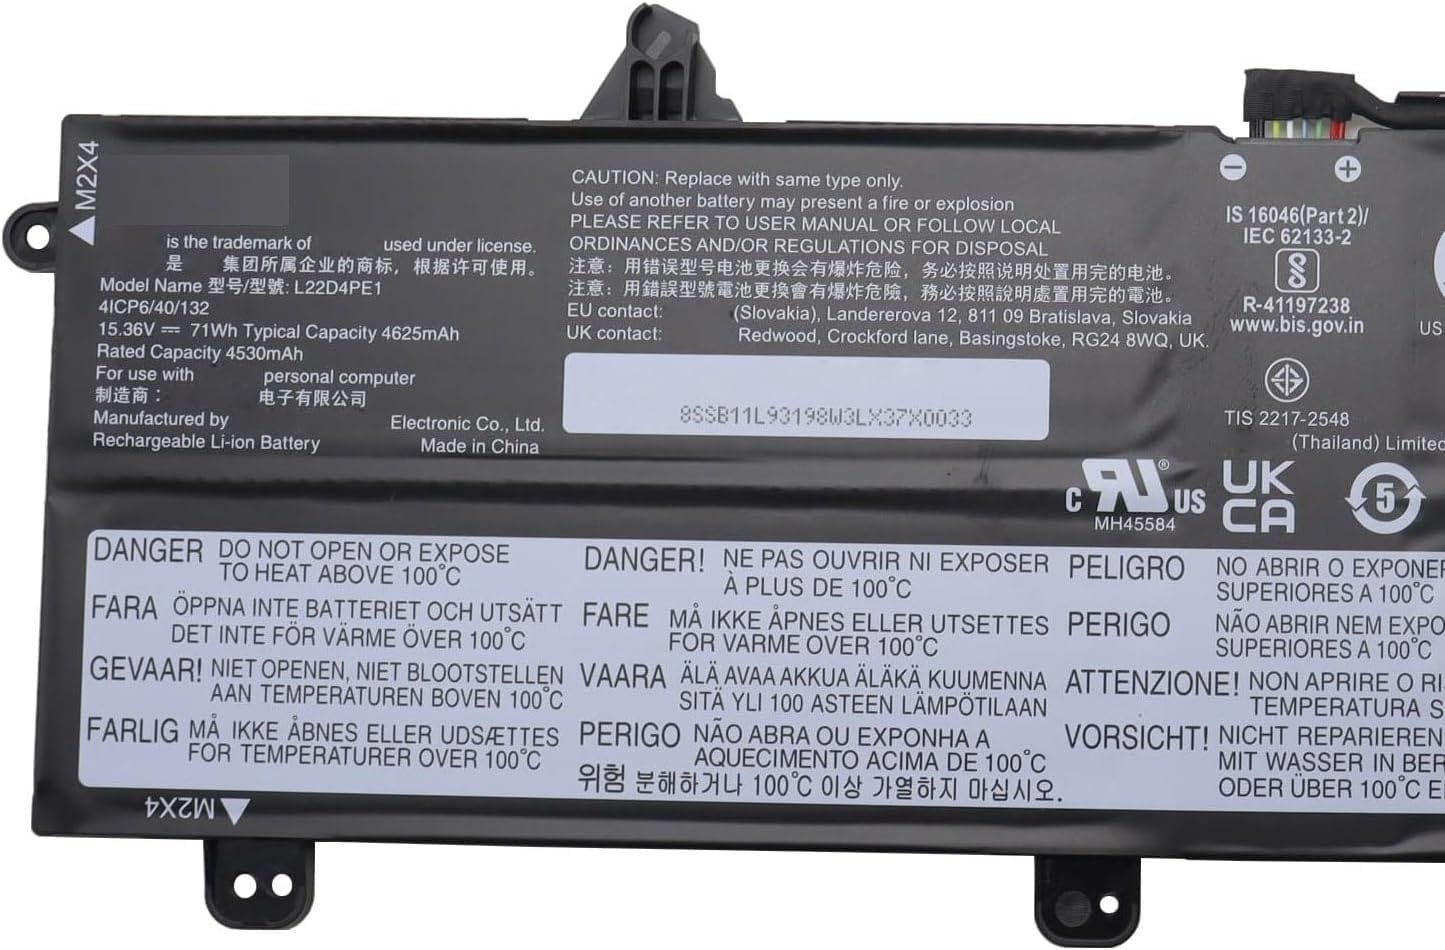 M2X4
is the trademark of used under license.
是 集团所属企业的商标，根据许可使用。
Model Name 型号/型號: L22D4PE1
4ICP6/40/132
15.36V ⎓ 71Wh Typical Capacity 4625mAh
Rated Capacity 4530mAh
For use with personal computer
制造商： 电子有限公司
Manufactured by Electronic Co., Ltd.
Rechargeable Li-ion Battery Made in China
CAUTION: Replace with same type only.
Use of another battery may present a fire or explosion
PLEASE REFER TO USER MANUAL OR FOLLOW LOCAL
ORDINANCES AND/OR REGULATIONS FOR DISPOSAL
注意：用错误型号电池更换会有爆炸危险，务必按照说明处置用完的电池。
注意：用錯誤型號電池更換會有爆炸危險，務必按照說明處置用完的電池。
EU contact: (Slovakia), Landererova 12, 811 09 Bratislava, Slovakia
UK contact: Redwood, Crockford lane, Basingstoke, RG24 8WQ, UK.
8SSB11L93198W3LX37X0033
− +
IS 16046(Part 2)/
IEC 62133-2
R-41197238
www.bis.gov.in
US
TIS 2217-2548
(Thailand) Limited
C RU® US
MH45584
UK
CA
5
DANGER DO NOT OPEN OR EXPOSE
TO HEAT ABOVE 100°C
FARA ÖPPNA INTE BATTERIET OCH UTSÄTT
DET INTE FÖR VÄRME ÖVER 100°C
GEVAAR! NIET OPENEN, NIET BLOOTSTELLEN
AAN TEMPERATUREN BOVEN 100°C
FARLIG MÅ IKKE ÅBNES ELLER UDSÆTTES
FOR TEMPERATURER OVER 100°C
DANGER! NE PAS OUVRIR NI EXPOSER
À PLUS DE 100°C
FARE MÅ IKKE ÅPNES ELLER UTSETTES
FOR VARME OVER 100°C
VAARA ÄLÄ AVAA AKKUA ÄLÄKÄ KUUMENNA
SITÄ YLI 100 ASTEEN LÄMPÖTILAAN
PERIGO NÃO ABRA OU EXPONHA A
AQUECIMENTO ACIMA DE 100°C
위험 분해하거나 100°C 이상 가열하지 마십시오.
PELIGRO NO ABRIR O EXPONER
SUPERIORES A 100°C
PERIGO NÃO ABRIR NEM EXPO
SUPERIORES A 100°C
ATTENZIONE! NON APRIRE O RI
TEMPERATURA S
VORSICHT! NICHT REPARIEREN
MIT WASSER IN BER
ODER ÜBER 100°C E
M2X4